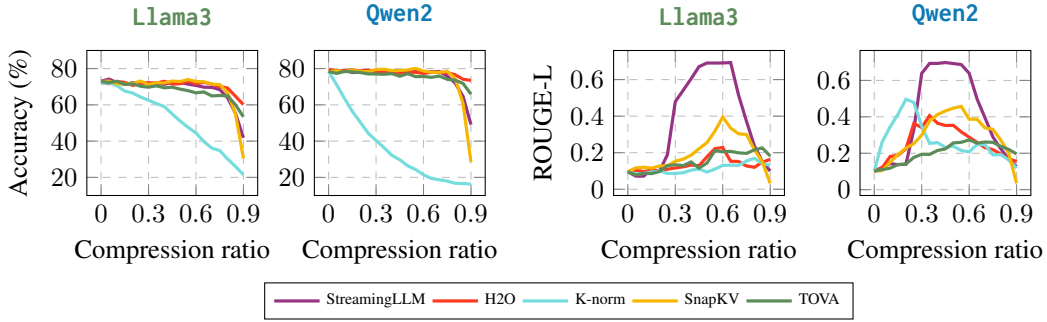 Llama3
Qwen2
Llama3
Qwen2
Accuracy (%)
80
60
40
20
0
0.3
0.6
0.9
Compression ratio
80
60
40
20
0
0.3
0.6
0.9
Compression ratio
ROUGE-L
0.6
0.4
0.2
0
0
0.3
0.6
0.9
Compression ratio
0.6
0.4
0.2
0
0
0.3
0.6
0.9
Compression ratio
StreamingLLM H2O K-norm SnapKV TOVA